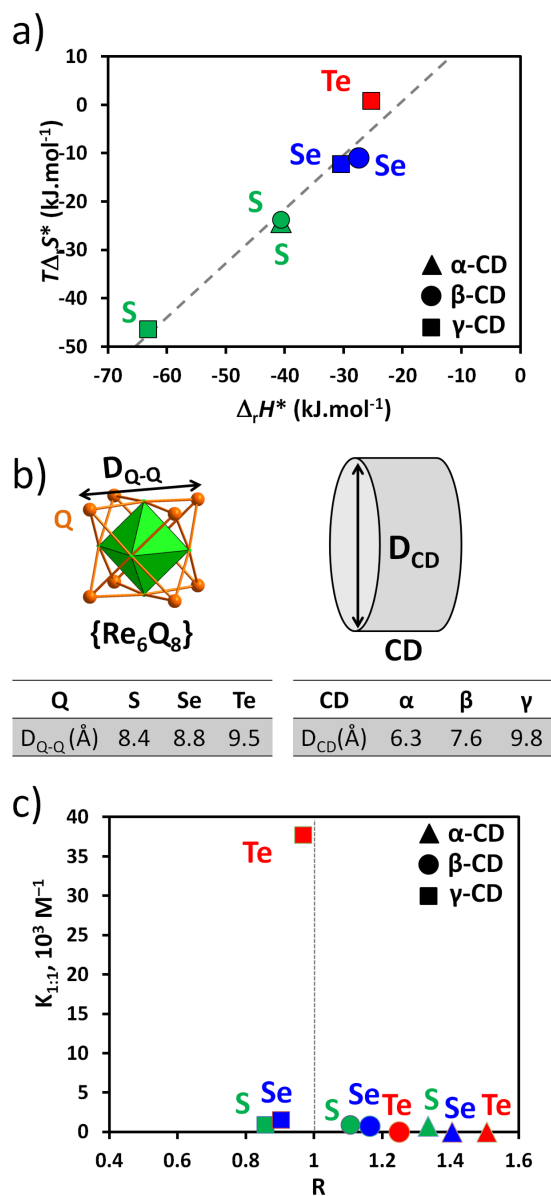 a)
10
0
-10
-20
-30
-40
-50
TΔrS* (kJ.mol-1)
Te
Se
Se
S
S
S
α-CD
β-CD
γ-CD
-70 -60 -50 -40 -30 -20 -10 0
ΔrH* (kJ.mol-1)
b)
DQ-Q
Q
{Re6Q8}
DCD
CD
Q S Se Te
DQ-Q (Å) 8.4 8.8 9.5
CD α β γ
DCD(Å) 6.3 7.6 9.8
c)
40
35
30
25
20
15
10
5
0
K1:1, 10³ M−1
Te
α-CD
β-CD
γ-CD
S Se S Se Te S Se Te
0.4 0.6 0.8 1 1.2 1.4 1.6
R